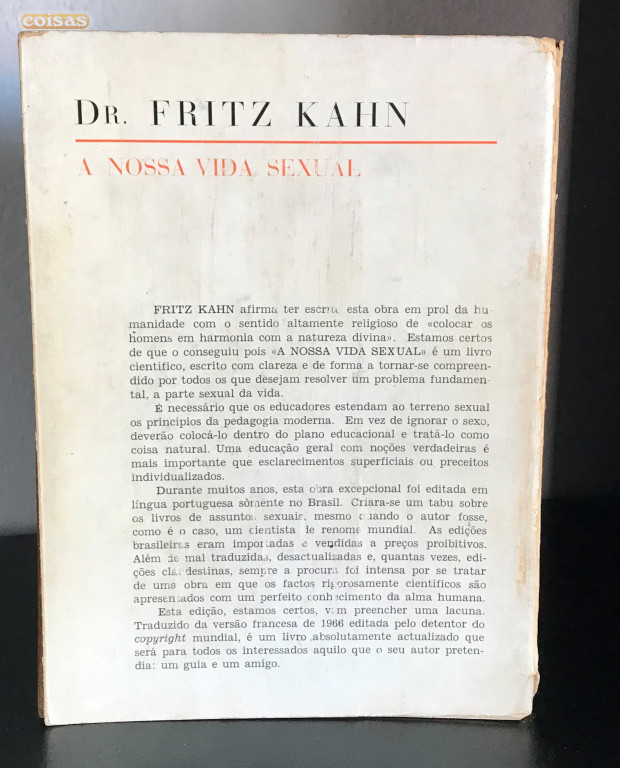 coisas
DR. FRITZ KAHN
A NOSSA VIDA SEXUAL
FRITZ KAHN afirma ter escrito esta obra em prol da hu-
manidade com o sentido altamente religioso de «colocar os
homens em harmonia com a natureza divina». Estamos certos
de que o conseguiu pois «A NOSSA VIDA SEXUAL» é um livro
científico, escrito com clareza e de forma a tornar-se compreen-
dido por todos os que desejam resolver um problema fundamen-
tal, a parte sexual da vida.
É necessário que os educadores estendam ao terreno sexual
os princípios da pedagogia moderna. Em vez de ignorar o sexo,
deverão colocá-lo dentro do plano educacional e tratá-lo como
coisa natural. Uma educação geral com noções verdadeiras é
mais importante que esclarecimentos superficiais ou preceitos
individualizados.
Durante muitos anos, esta obra excepcional foi editada em
língua portuguesa sòmente no Brasil. Criara-se um tabu sobre
os livros de assuntos sexuais, mesmo quando o autor fosse,
como é o caso, um cientista de renome mundial. As edições
brasileiras eram importadas e vendidas a preços proibitivos.
Além de mal traduzidas, desactualizadas e, quantas vezes, edi-
ções clandestinas, sempre a procura foi intensa por se tratar
de uma obra em que os factos rigorosamente científicos são
apresentados com um perfeito conhecimento da alma humana.
Esta edição, estamos certos, vem preencher uma lacuna.
Traduzido da versão francesa de 1966 editada pelo detentor do
copyright mundial, é um livro absolutamente actualizado que
será para todos os interessados aquilo que o seu autor preten-
dia: um guia e um amigo.